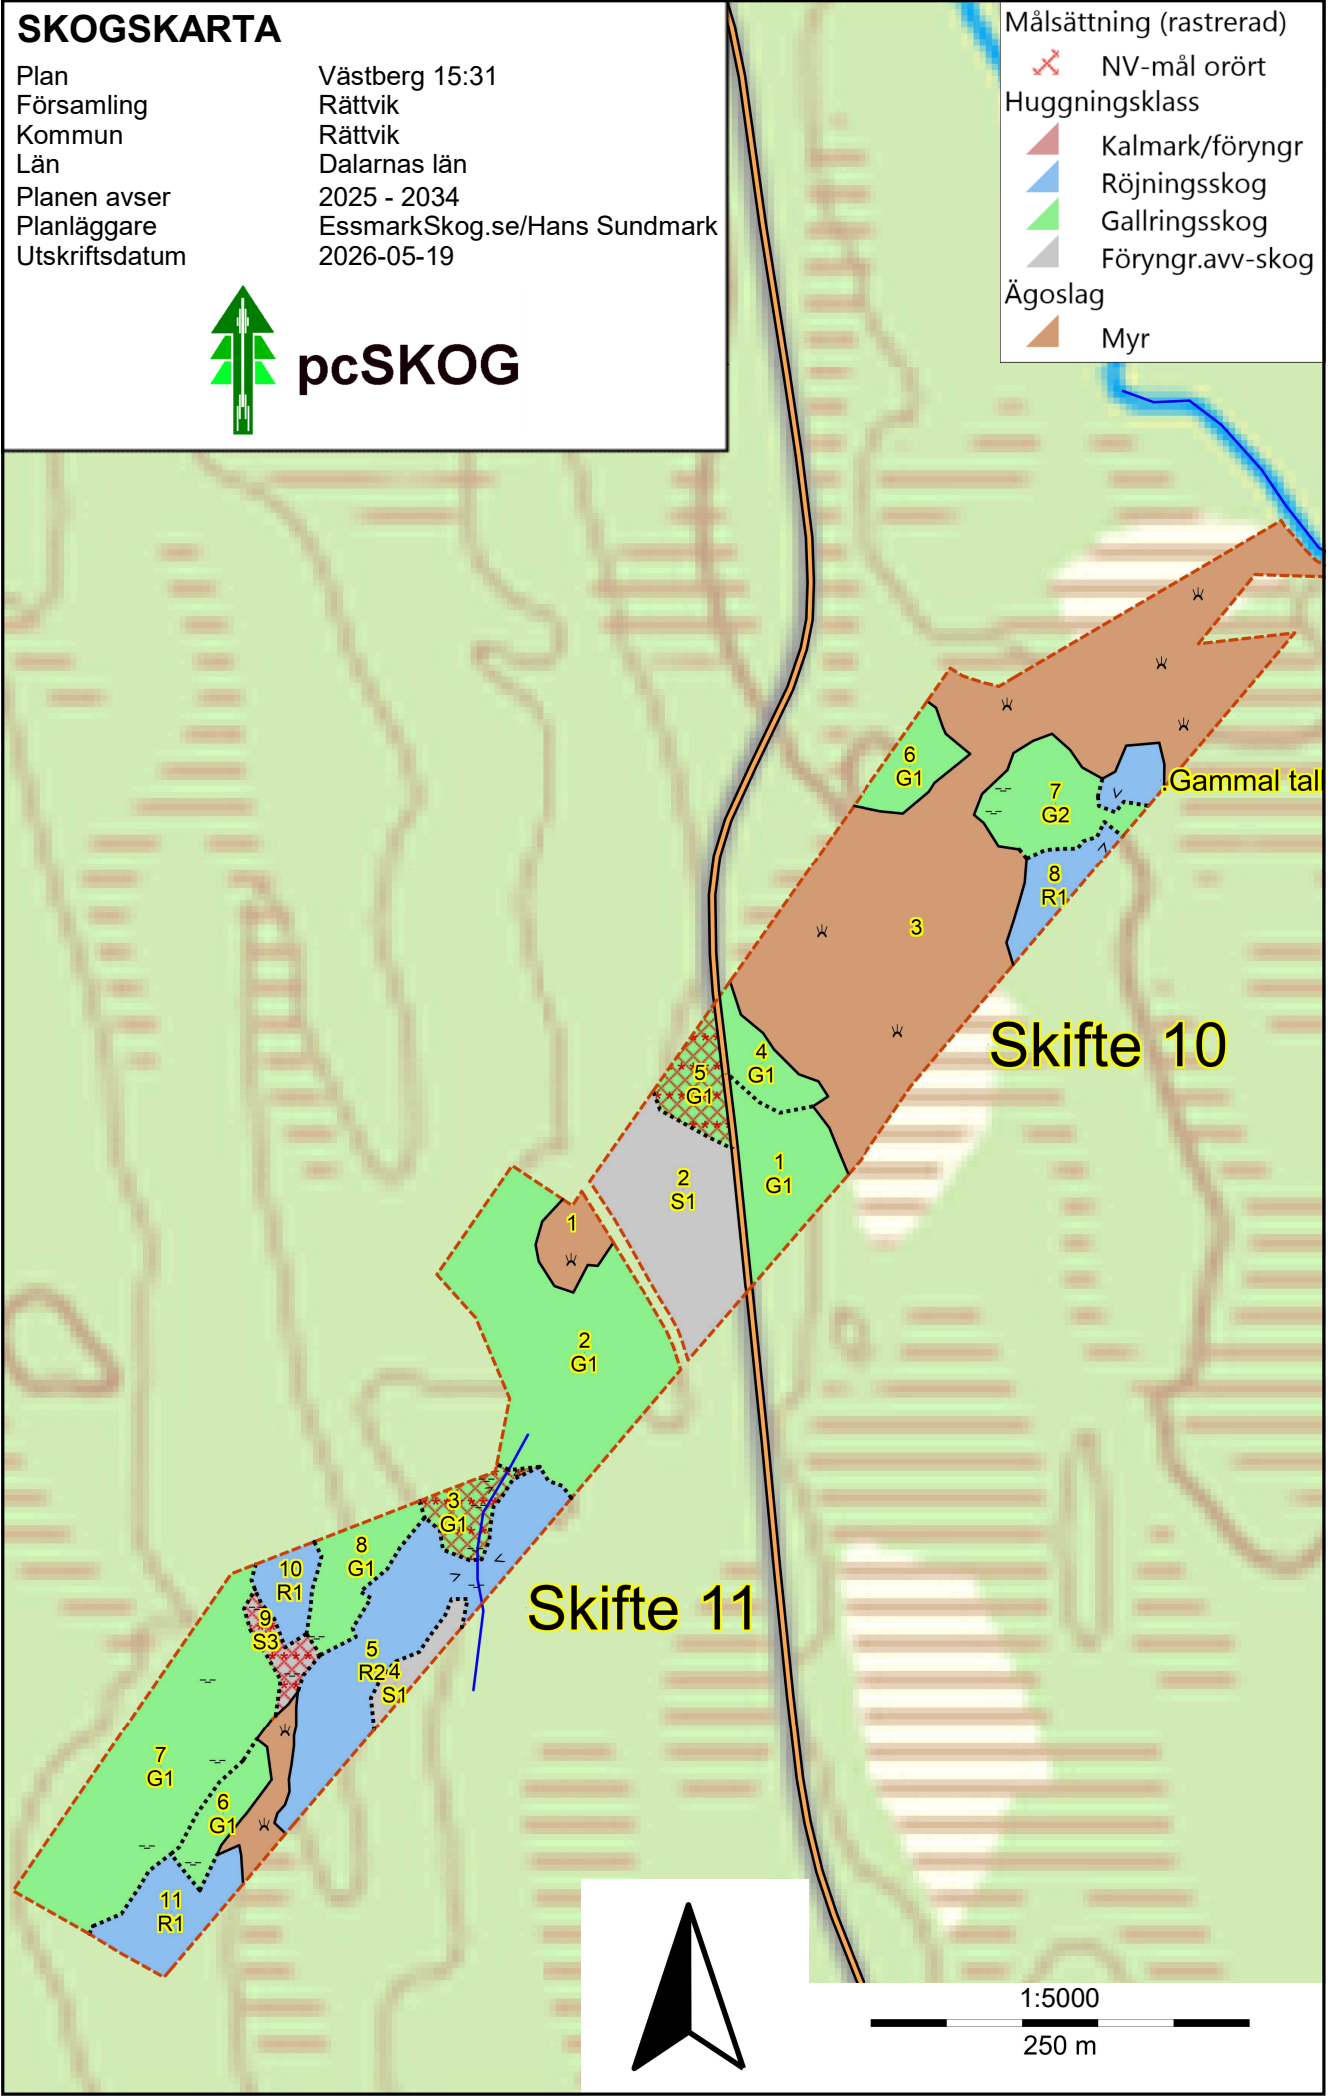 SKOGSKARTA
Plan Västberg 15:31
Församling Rättvik
Kommun Rättvik
Län Dalarnas län
Planen avser 2025 - 2034
Planläggare EssmarkSkog.se/Hans Sundmark
Utskriftsdatum 2026-05-19
pcSKOG
Målsättning (rastrerad)
NV-mål orört
Huggningsklass
Kalmark/föryngr
Röjningsskog
Gallringsskog
Föryngr.avv-skog
Ägoslag
Myr
6
G1
7
G2
!Gammal tall
8
R1
3
Skifte 10
4
G1
5
G1
1
G1
2
S1
1
2
G1
3
G1
8
G1
10
R1
Skifte 11
9
S3
5
R2
4
S1
7
G1
6
G1
11
R1
1:5000
250 m